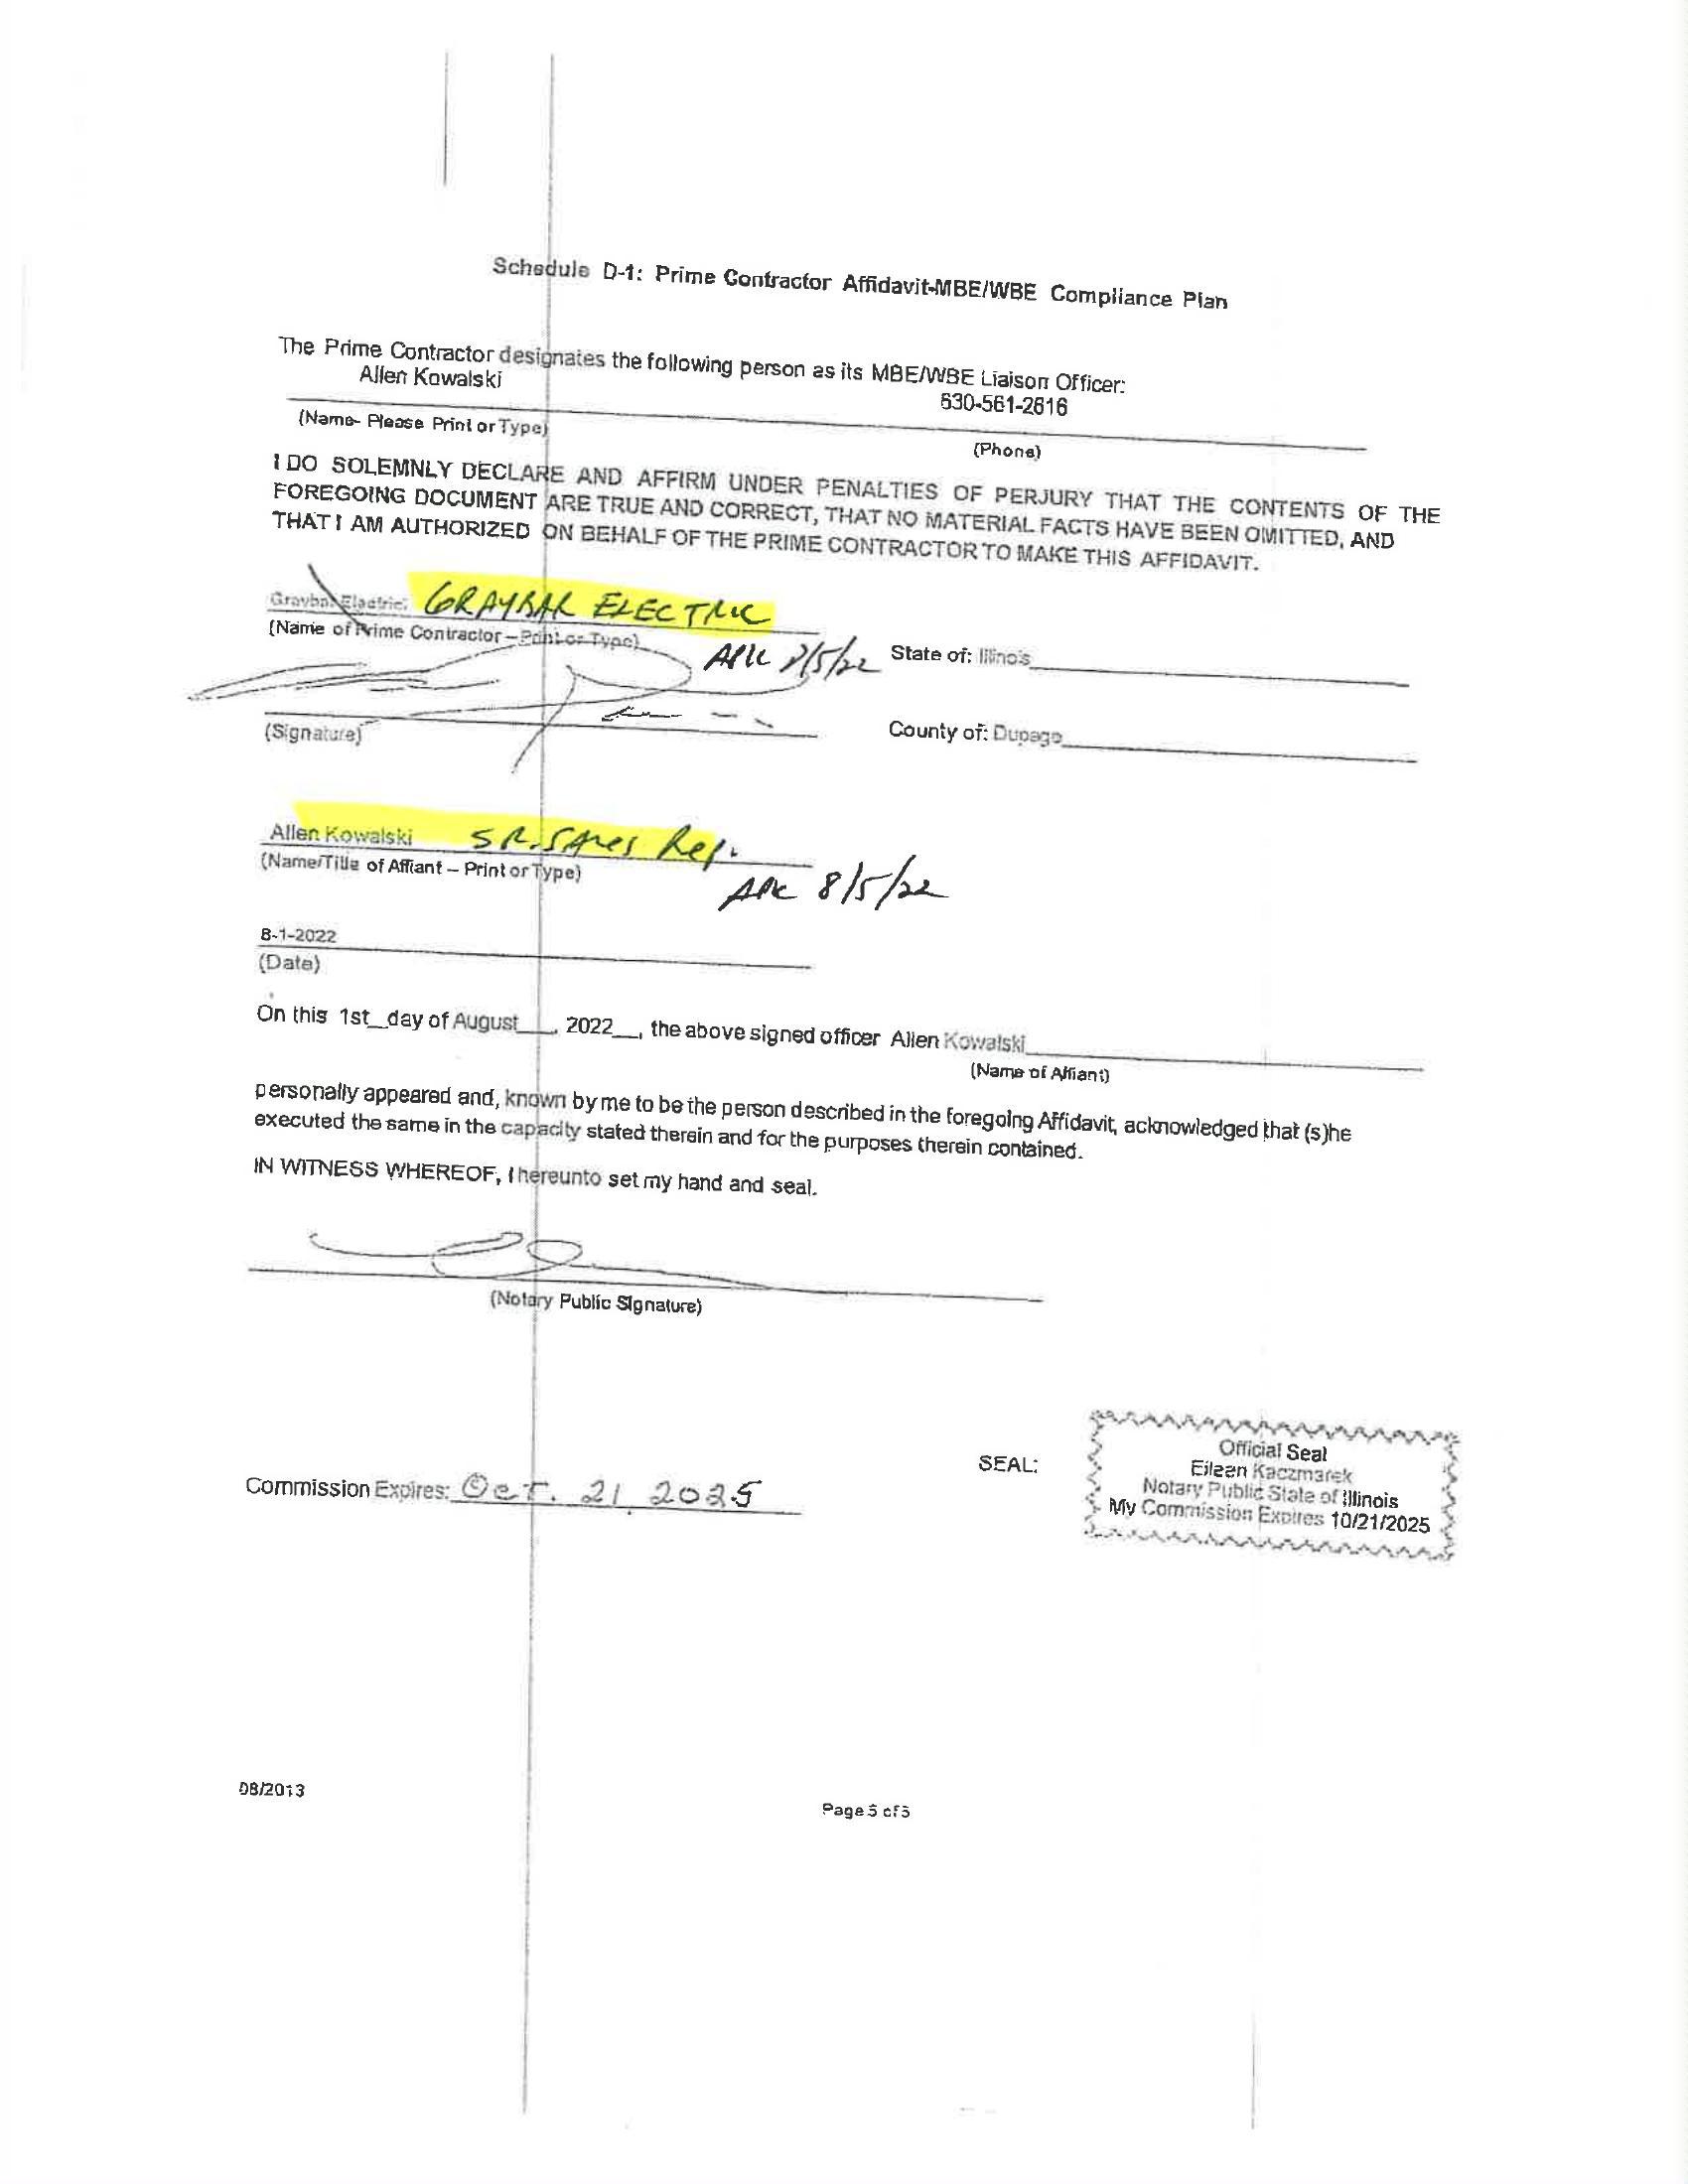 Schedule D-1: Prime Contractor Affidavit-MBE/WBE Compliance Plan
The Prime Contractor designates the following person as its MBE/WBE Liaison Officer:
Allen Kowalski 630-561-2616
(Name- Please Print or Type) (Phone)
I DO SOLEMNLY DECLARE AND AFFIRM UNDER PENALTIES OF PERJURY THAT THE CONTENTS OF THE
FOREGOING DOCUMENT ARE TRUE AND CORRECT, THAT NO MATERIAL FACTS HAVE BEEN OMITTED, AND
THAT I AM AUTHORIZED ON BEHALF OF THE PRIME CONTRACTOR TO MAKE THIS AFFIDAVIT.
Graybar Electric GRAYBAR ELECTRIC
(Name of Prime Contractor – Print or Type)
8/5/22 State of: Illinois
(Signature) County of: Dupage
Allen Kowalski SR. SALES Rep.
(Name/Title of Affiant – Print or Type)
8/5/22
8-1-2022
(Date)
On this 1st_day of August___, 2022__, the above signed officer Allen Kowalski
(Name of Affiant)
personally appeared and, known by me to be the person described in the foregoing Affidavit, acknowledged that (s)he
executed the same in the capacity stated therein and for the purposes therein contained.
IN WITNESS WHEREOF, I hereunto set my hand and seal.
(Notary Public Signature)
SEAL:
Official Seal
Eileen Kaczmarek
Notary Public State of Illinois
My Commission Expires 10/21/2025
Commission Expires: Oct. 21, 2025
08/2013
Page 5 of 5